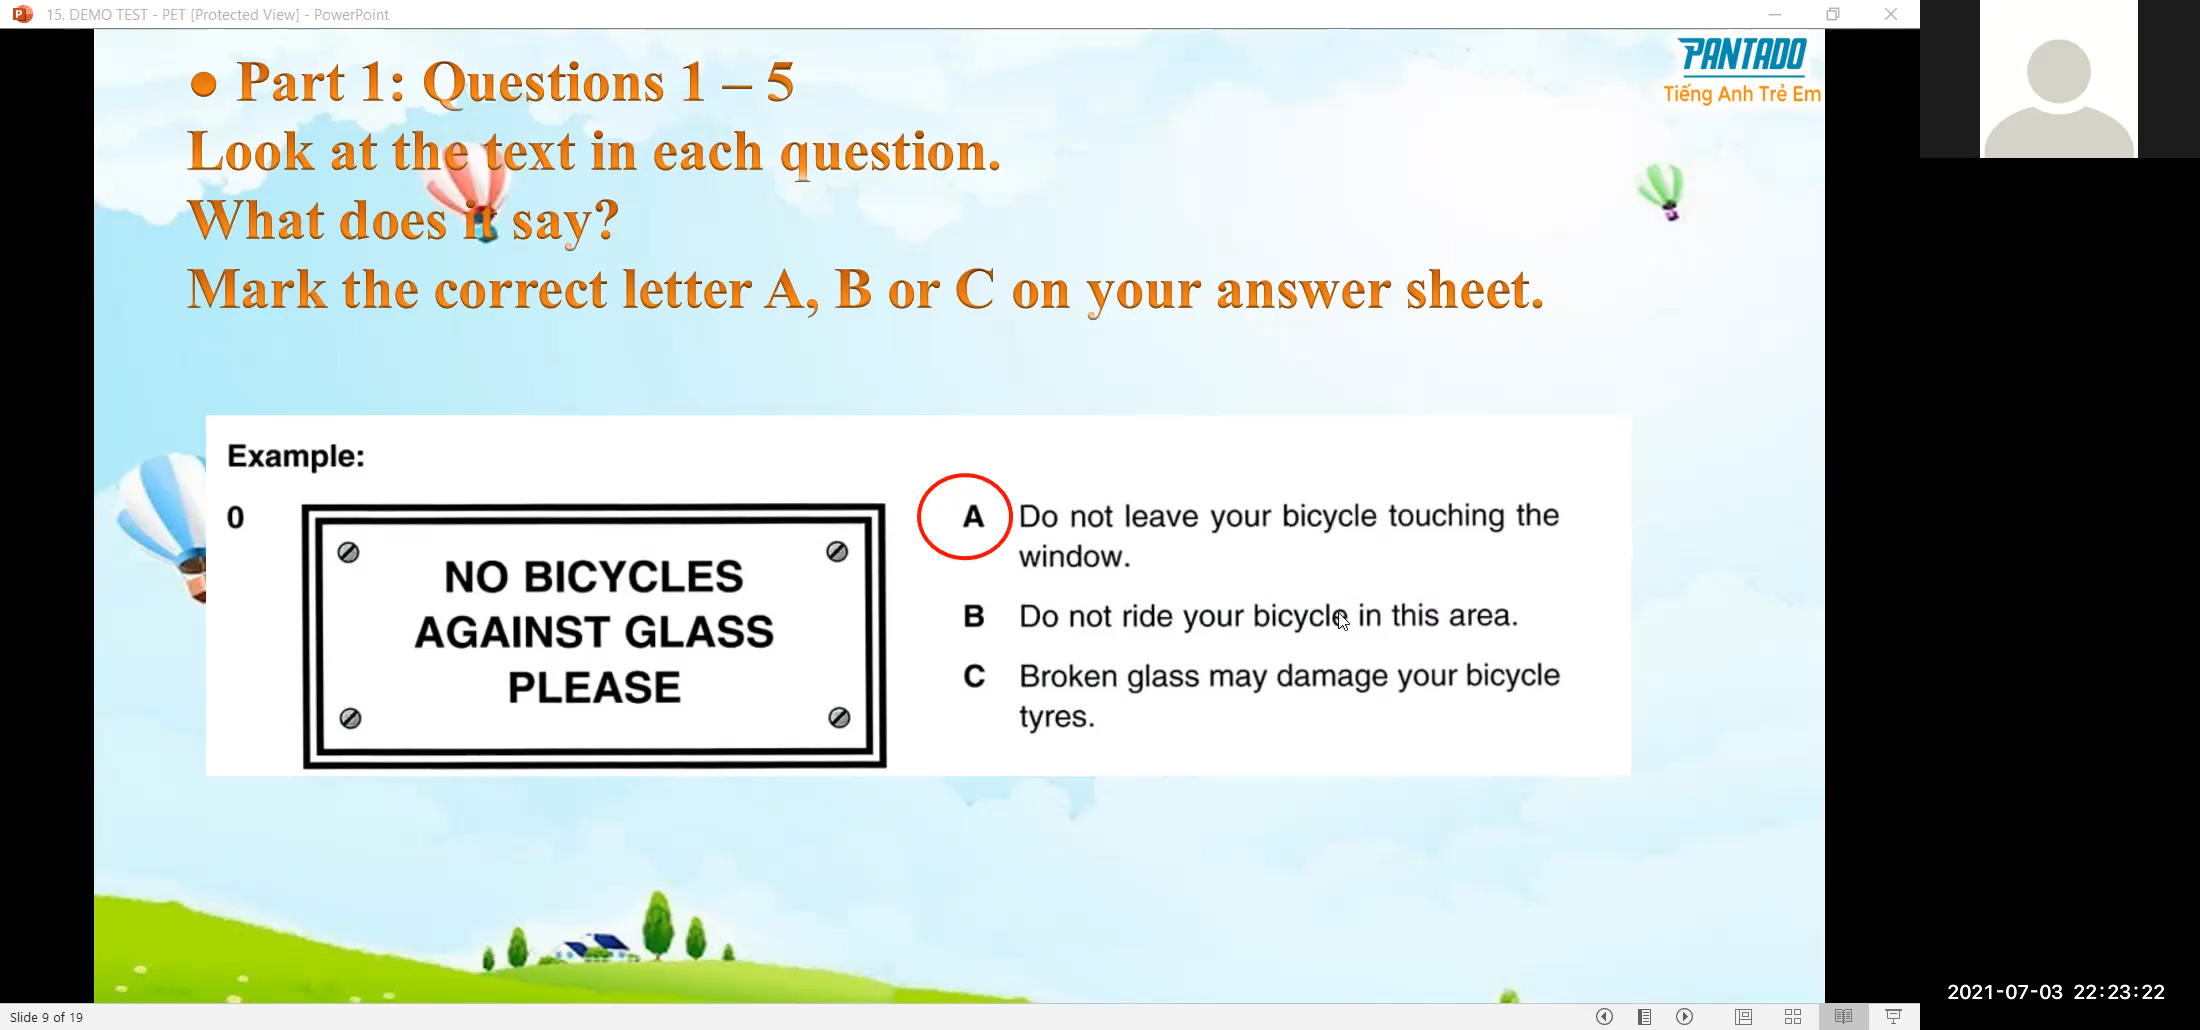 15. DEMO TEST - PET [Protected View] - PowerPoint
PANTADO
Tiếng Anh Trẻ Em
● Part 1: Questions 1 – 5
Look at the text in each question.
What does it say?
Mark the correct letter A, B or C on your answer sheet.
Example:
0
NO BICYCLES
AGAINST GLASS
PLEASE
A Do not leave your bicycle touching the
window.
B Do not ride your bicycle in this area.
C Broken glass may damage your bicycle
tyres.
2021-07-03 22:23:22
Slide 9 of 19